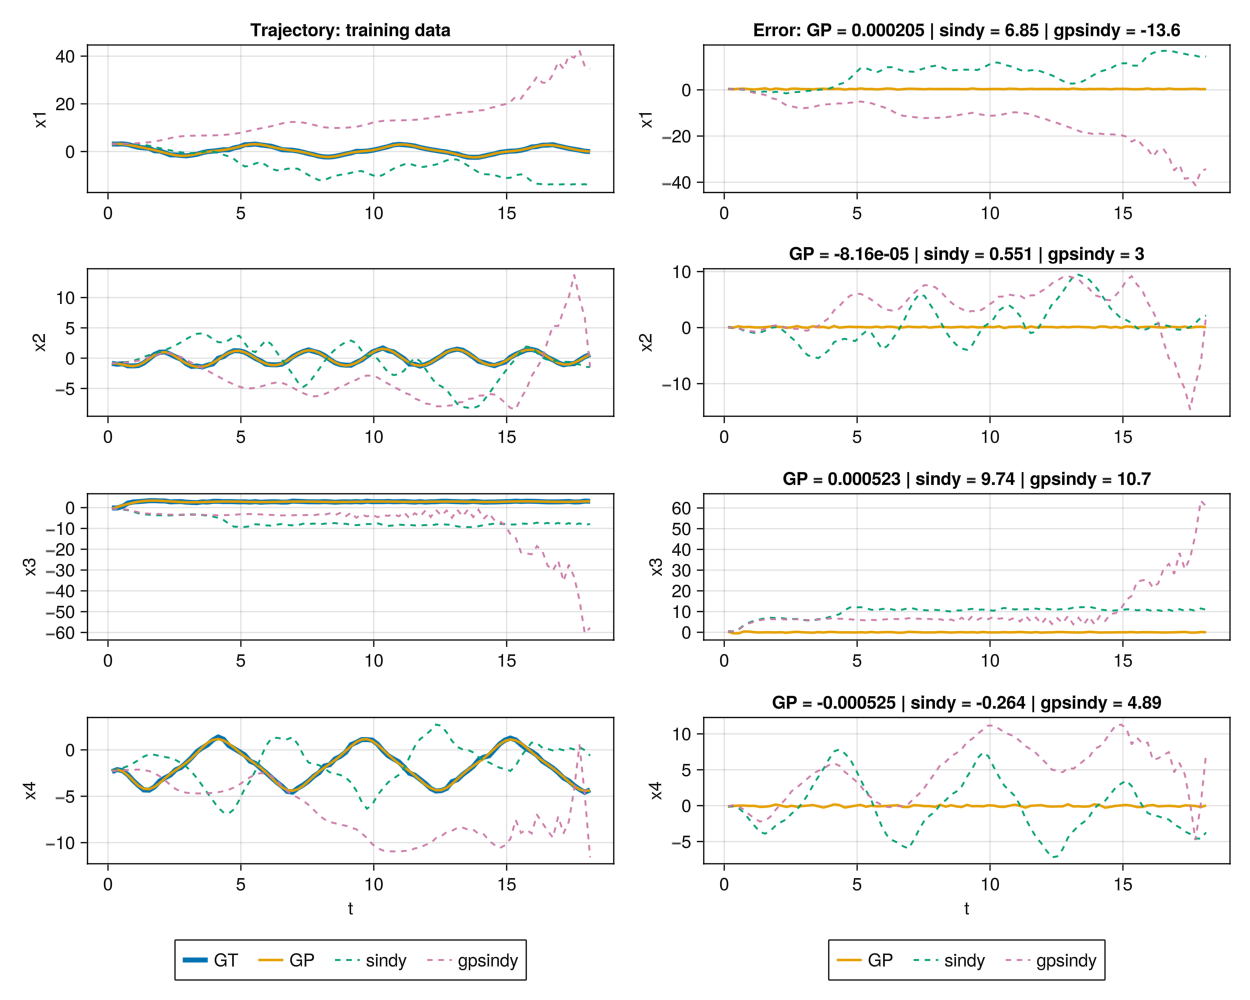 Trajectory: training data
Error: GP = 0.000205 | sindy = 6.85 | gpsindy = -13.6
x1
40
20
0
0 5 10 15
x1
0
−20
−40
0 5 10 15
GP = -8.16e-05 | sindy = 0.551 | gpsindy = 3
x2
10
5
0
−5
0 5 10 15
x2
10
0
−10
0 5 10 15
GP = 0.000523 | sindy = 9.74 | gpsindy = 10.7
x3
0
−10
−20
−30
−40
−50
−60
0 5 10 15
x3
60
50
40
30
20
10
0
0 5 10 15
GP = -0.000525 | sindy = -0.264 | gpsindy = 4.89
x4
0
−5
−10
0 5 10 15
t
x4
10
5
0
−5
0 5 10 15
t
GT GP sindy gpsindy
GP sindy gpsindy